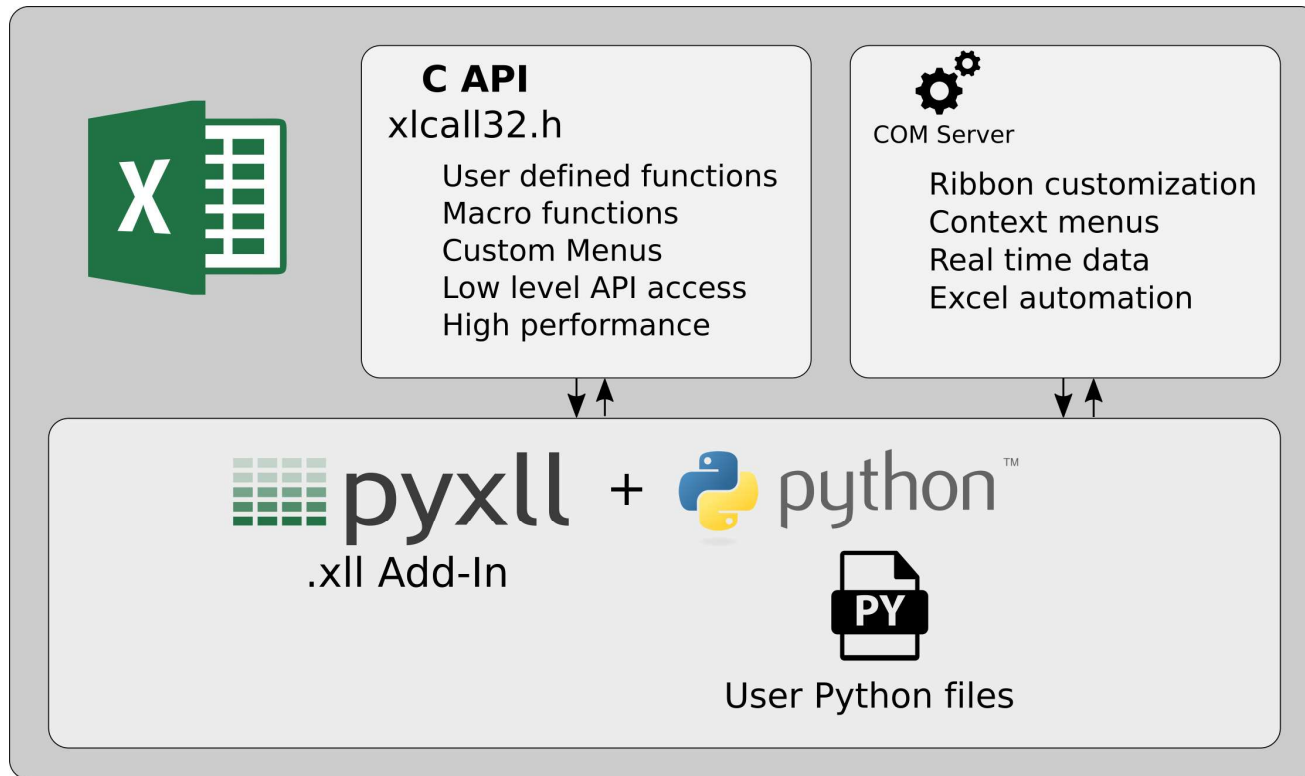 X
C API
xlcall32.h
User defined functions
Macro functions
Custom Menus
Low level API access
High performance
COM Server
Ribbon customization
Context menus
Real time data
Excel automation
pyxll + python™
.xll Add-In
PY
User Python files